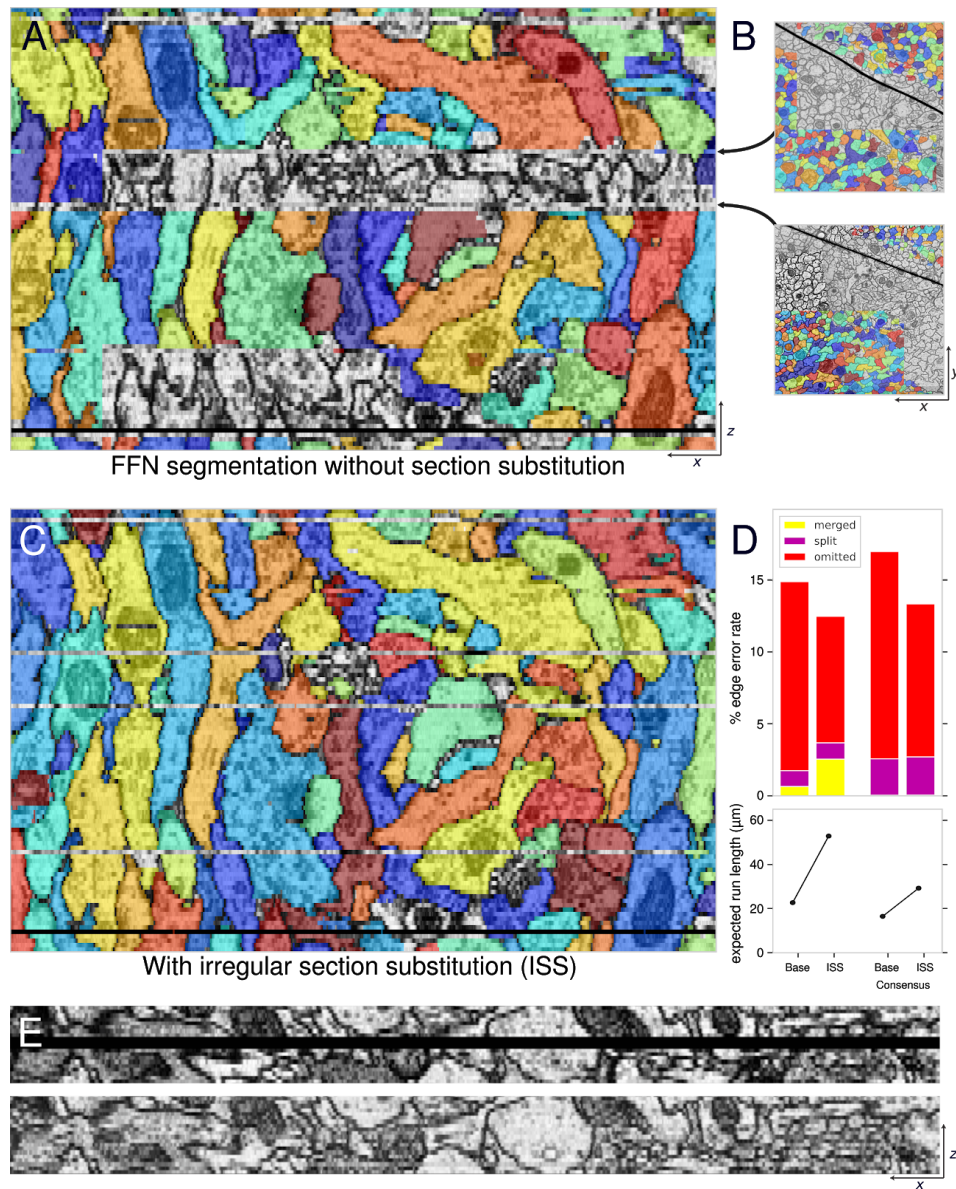 A
B
z
x
y
x
FFN segmentation without section substitution
C
D
merged
split
omitted
15
10
5
0
% edge error rate
60
40
20
0
expected run length (μm)
Base
ISS
Base
ISS
Consensus
With irregular section substitution (ISS)
E
z
x